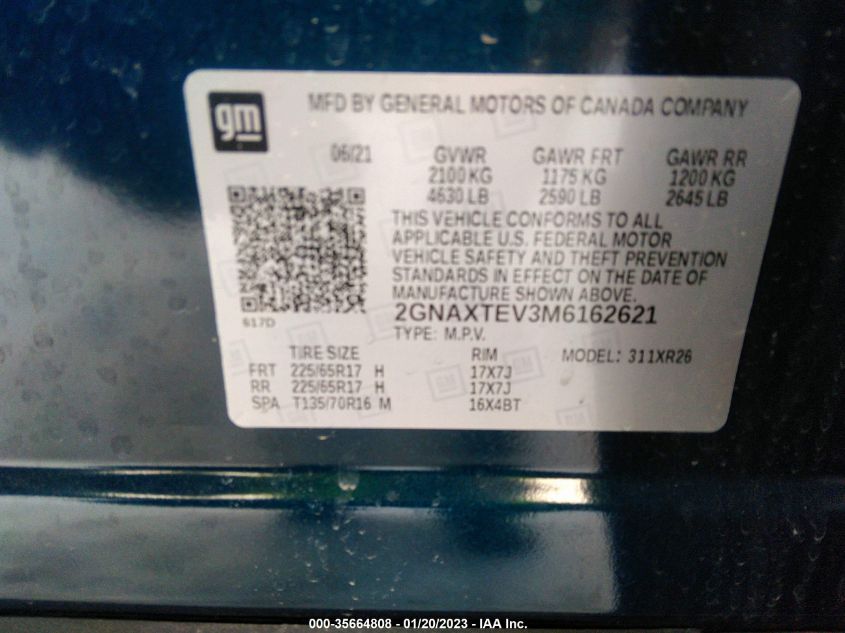 gm
MFD BY GENERAL MOTORS OF CANADA COMPANY
06/21 GVWR GAWR FRT GAWR RR
2100 KG 1175 KG 1200 KG
4630 LB 2590 LB 2645 LB
THIS VEHICLE CONFORMS TO ALL
APPLICABLE U.S. FEDERAL MOTOR
VEHICLE SAFETY AND THEFT PREVENTION
STANDARDS IN EFFECT ON THE DATE OF
MANUFACTURE SHOWN ABOVE.
2GNAXTEV3M6162621
617D
TYPE: M.P.V.
TIRE SIZE RIM MODEL: 311XR26
FRT 225/65R17 H 17X7J
RR 225/65R17 H 17X7J
SPA T135/70R16 M 16X4BT
000-35664808 - 01/20/2023 - IAA Inc.